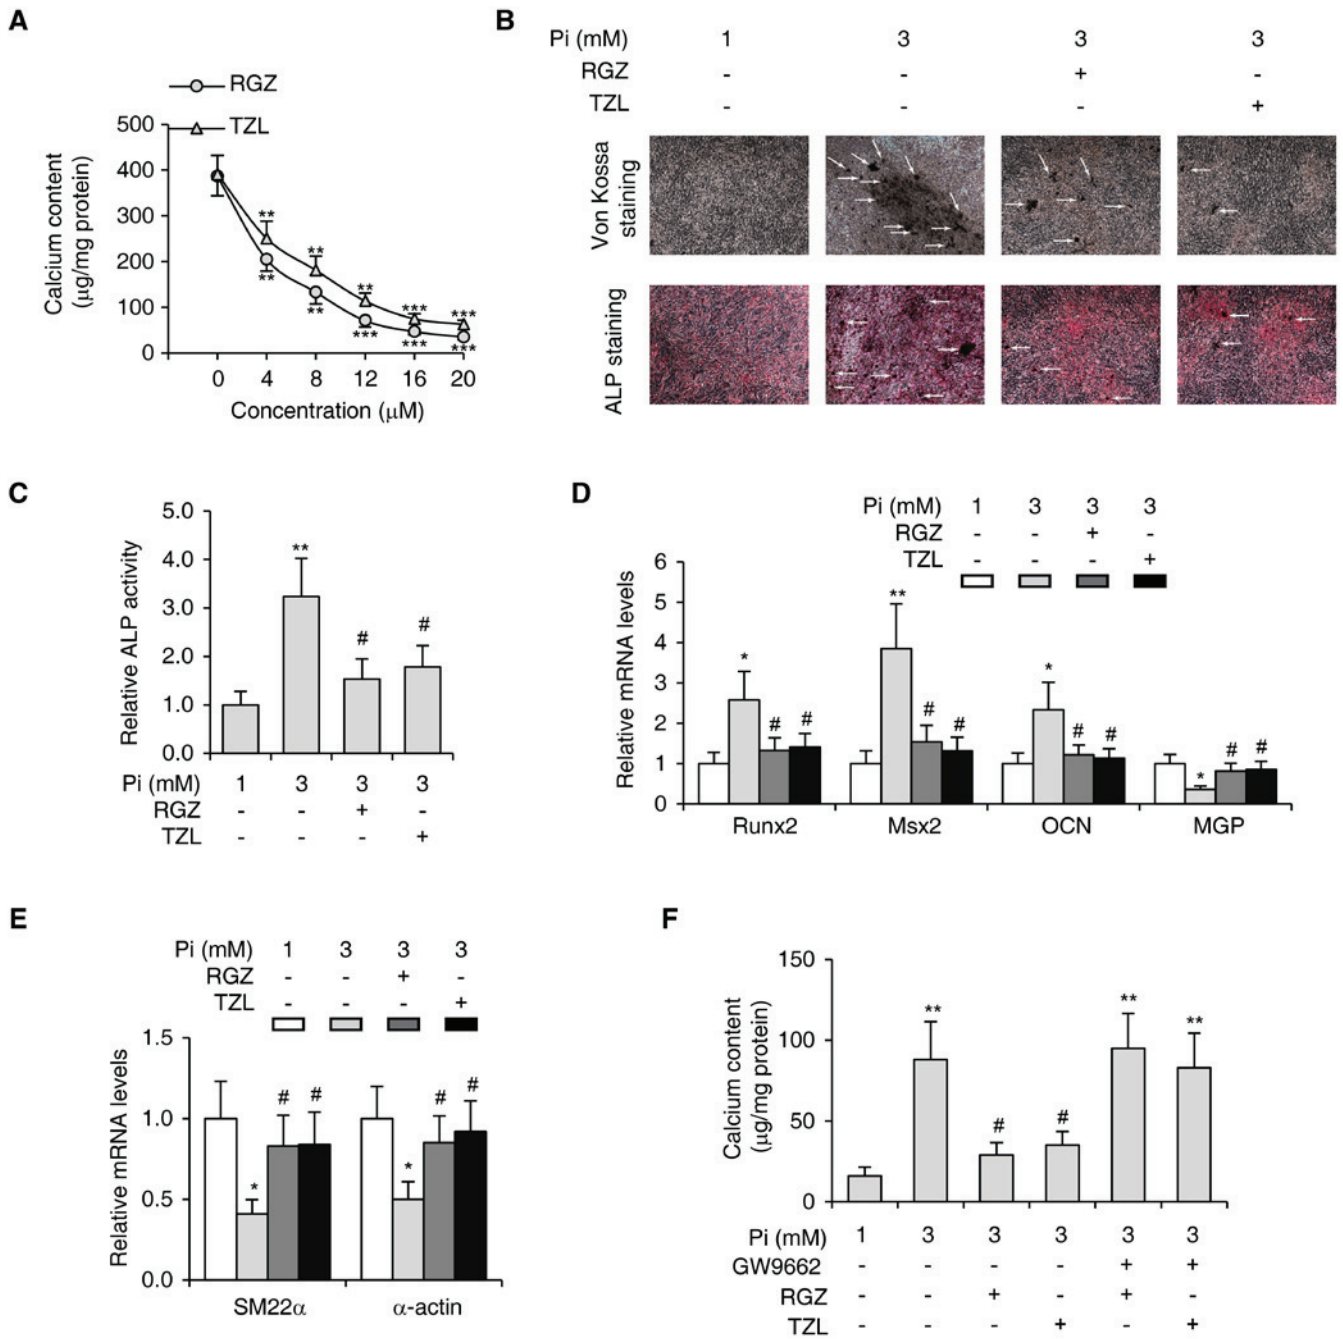 A
RGZ
TZL
Calcium content
(μg/mg protein)
500
400
300
200
100
0
** ** ** *** ***
** ** *** *** ***
0 4 8 12 16 20
Concentration (μM)
B
Pi (mM) 1 3 3 3
RGZ - - + -
TZL - - - +
Von Kossa
staining
ALP staining
C
Relative ALP activity
5.0
4.0
3.0
2.0
1.0
0.0
** # #
Pi (mM) 1 3 3 3
RGZ - - + -
TZL - - - +
D
Pi (mM) 1 3 3 3
RGZ - - + -
TZL - - - +
Relative mRNA levels
6
5
4
3
2
1
0
* # # ** # # * # # * # #
Runx2 Msx2 OCN MGP
E
Pi (mM) 1 3 3 3
RGZ - - + -
TZL - - - +
Relative mRNA levels
1.5
1.0
0.5
0.0
* # # * # #
SM22α α-actin
F
Calcium content
(μg/mg protein)
150
100
50
0
** # # ** **
Pi (mM) 1 3 3 3 3 3
GW9662 - - - - + +
RGZ - - + - + -
TZL - - - + - +